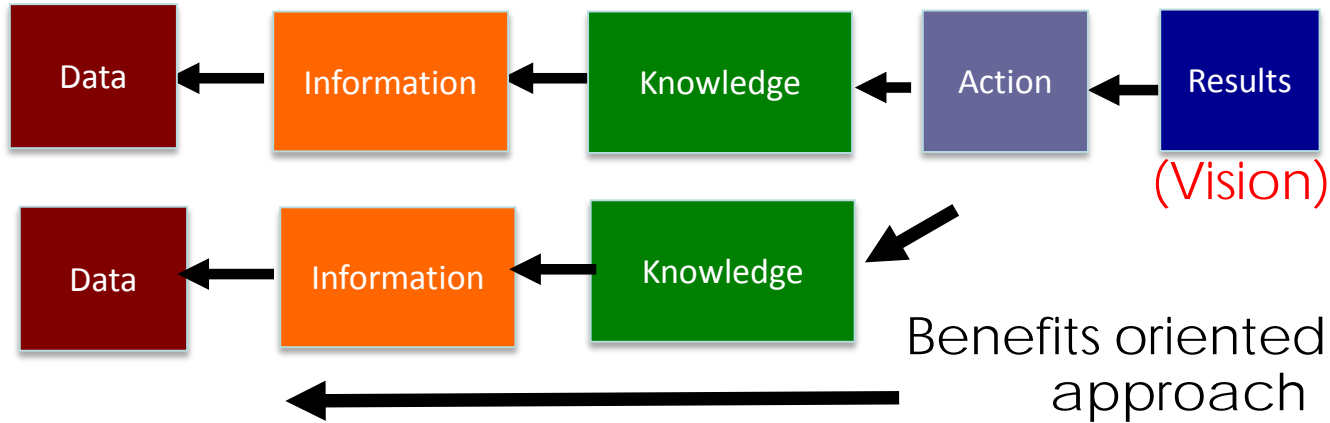 Data Information Knowledge Action Results
(Vision)
Data Information Knowledge
Benefits oriented
approach